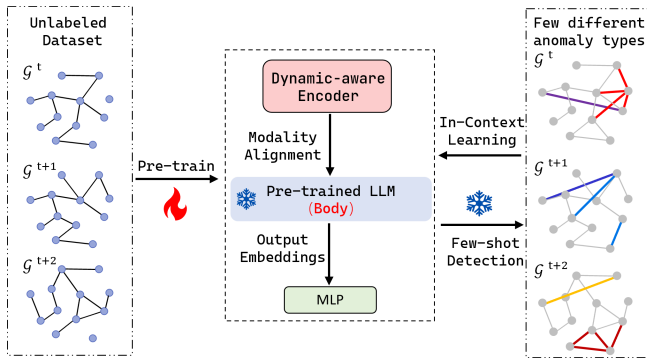 Unlabeled
Dataset
𝒢 t
𝒢 t+1
𝒢 t+2
Pre-train
Dynamic-aware
Encoder
Modality
Alignment
Pre-trained LLM
(Body)
Output
Embeddings
MLP
In-Context
Learning
Few-shot
Detection
Few different
anomaly types
𝒢 t
𝒢 t+1
𝒢 t+2